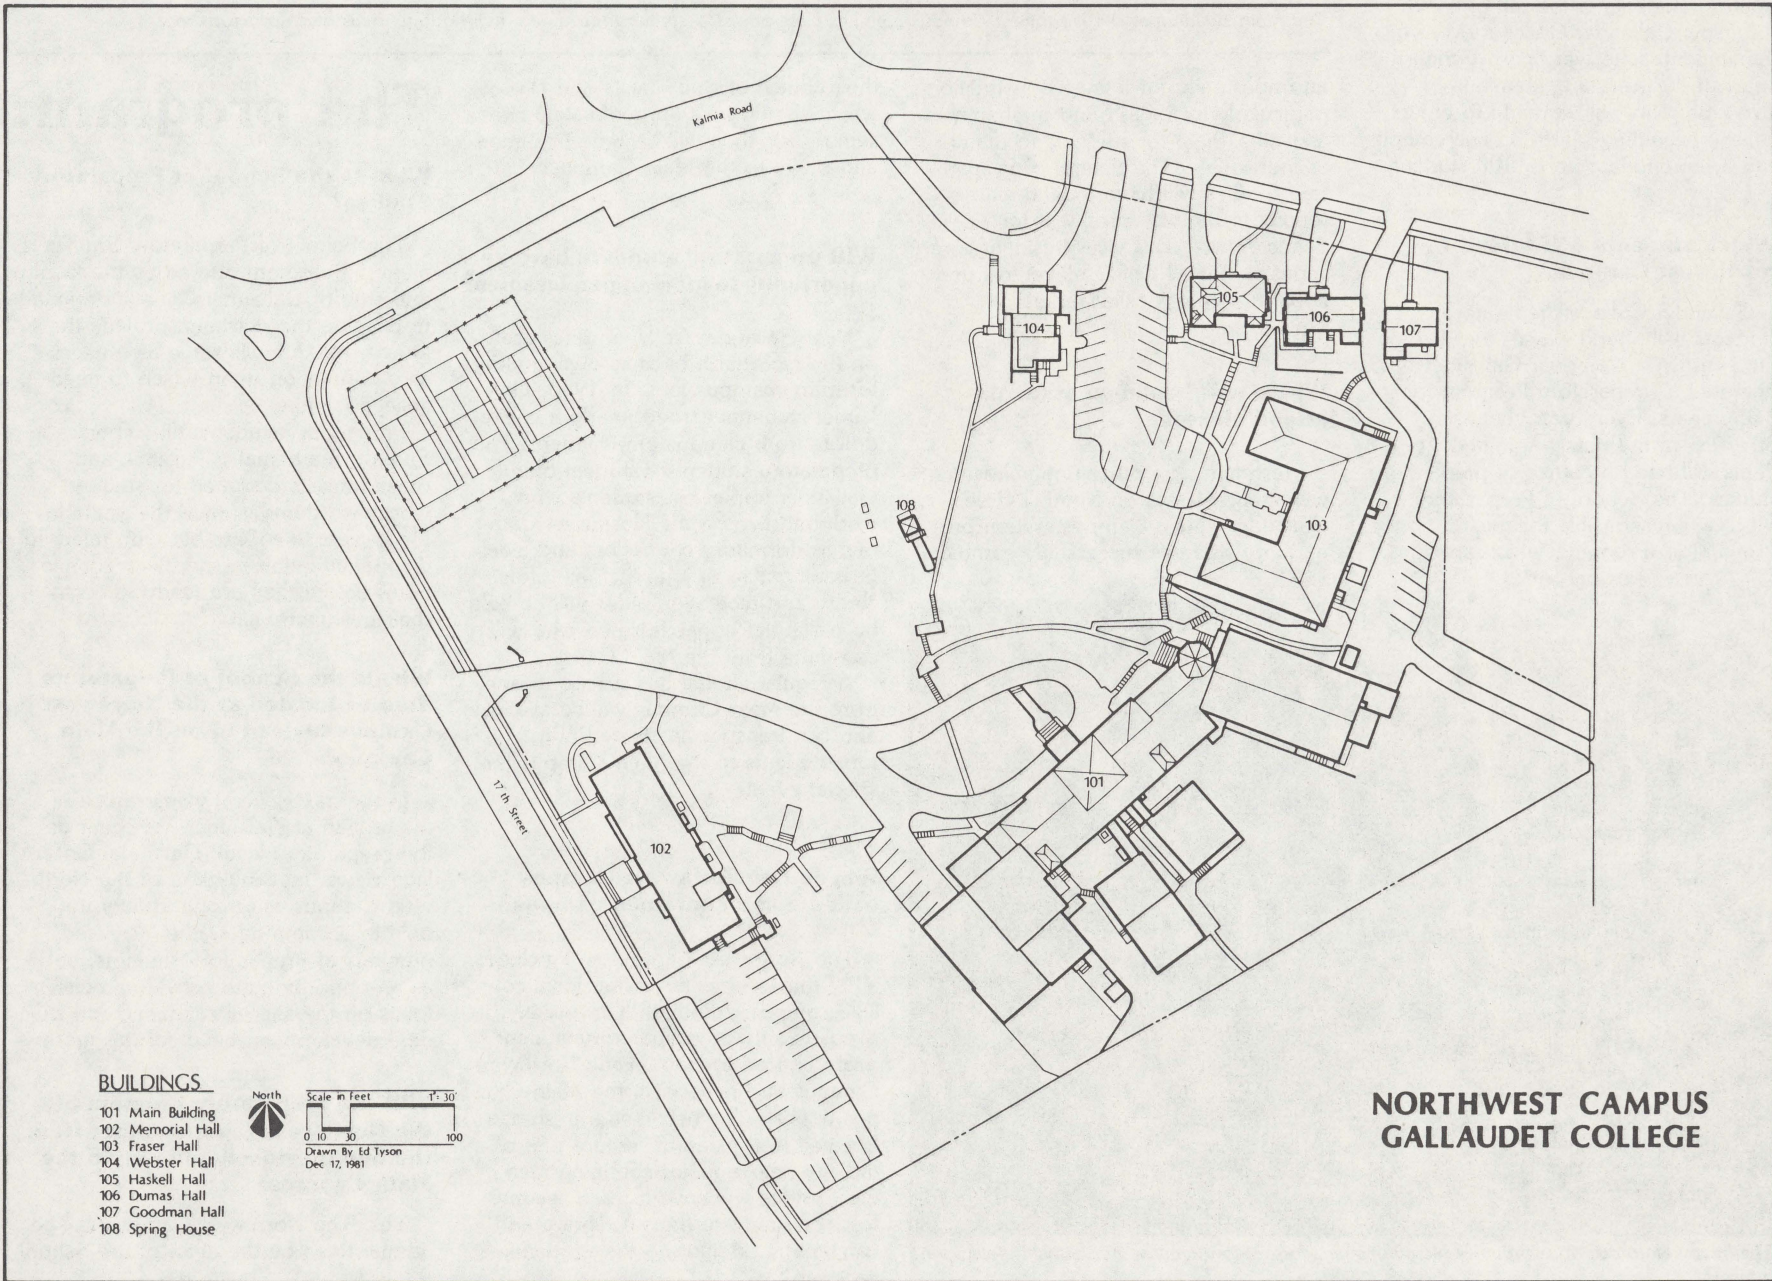 Kalmia Road
104
105
106
107
108
103
101
17 th Street
102
BUILDINGS
101 Main Building
102 Memorial Hall
103 Fraser Hall
104 Webster Hall
105 Haskell Hall
106 Dumas Hall
107 Goodman Hall
108 Spring House
North
Scale in Feet 1"= 30'
0 10 30 100
Drawn By Ed Tyson
Dec 17, 1981
NORTHWEST CAMPUS
GALLAUDET COLLEGE